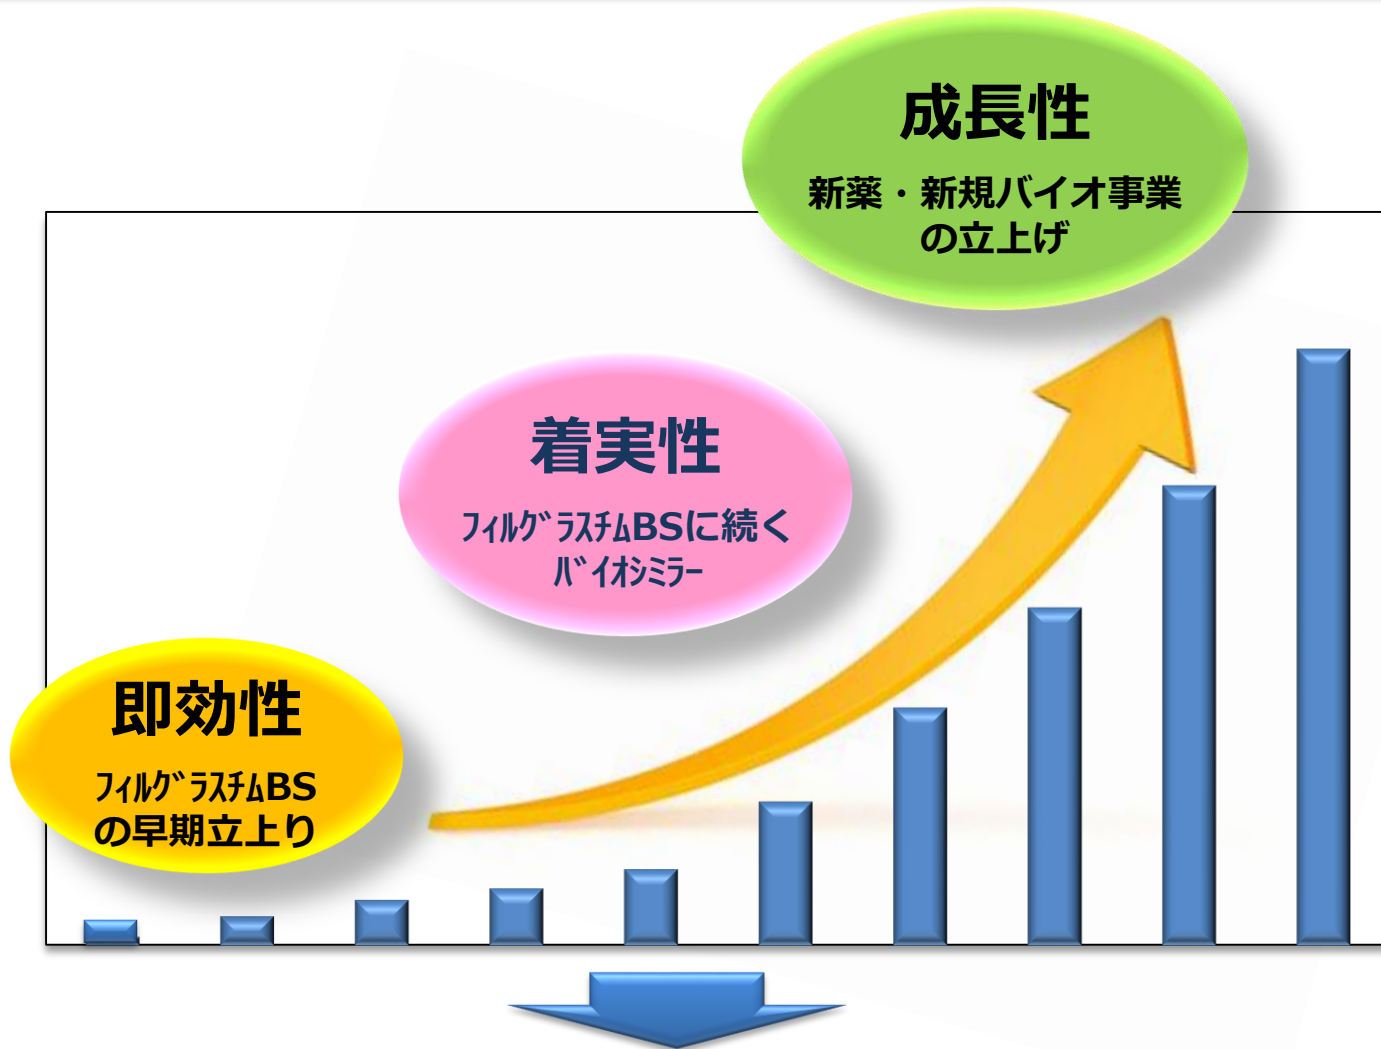 成長性
新薬・新規バイオ事業
の立上げ
着実性
ﾌｨﾙｸﾞﾗｽﾁﾑBSに続く
ﾊﾞｲｵｼﾐﾗｰ
即効性
ﾌｨﾙｸﾞﾗｽﾁﾑBS
の早期立上り